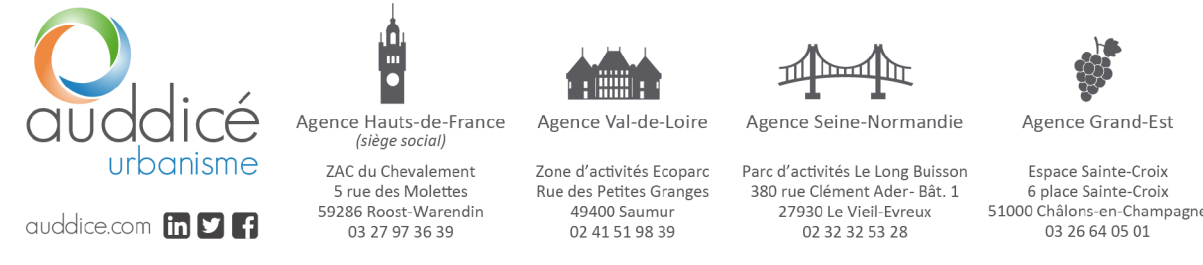 auddicé
urbanisme
auddice.com
Agence Hauts-de-France
(siège social)
ZAC du Chevalement
5 rue des Molettes
59286 Roost-Warendin
03 27 97 36 39
Agence Val-de-Loire
Zone d'activités Ecoparc
Rue des Petites Granges
49400 Saumur
02 41 51 98 39
Agence Seine-Normandie
Parc d'activités Le Long Buisson
380 rue Clément Ader- Bât. 1
27930 Le Vieil-Evreux
02 32 32 53 28
Agence Grand-Est
Espace Sainte-Croix
6 place Sainte-Croix
51000 Châlons-en-Champagne
03 26 64 05 01